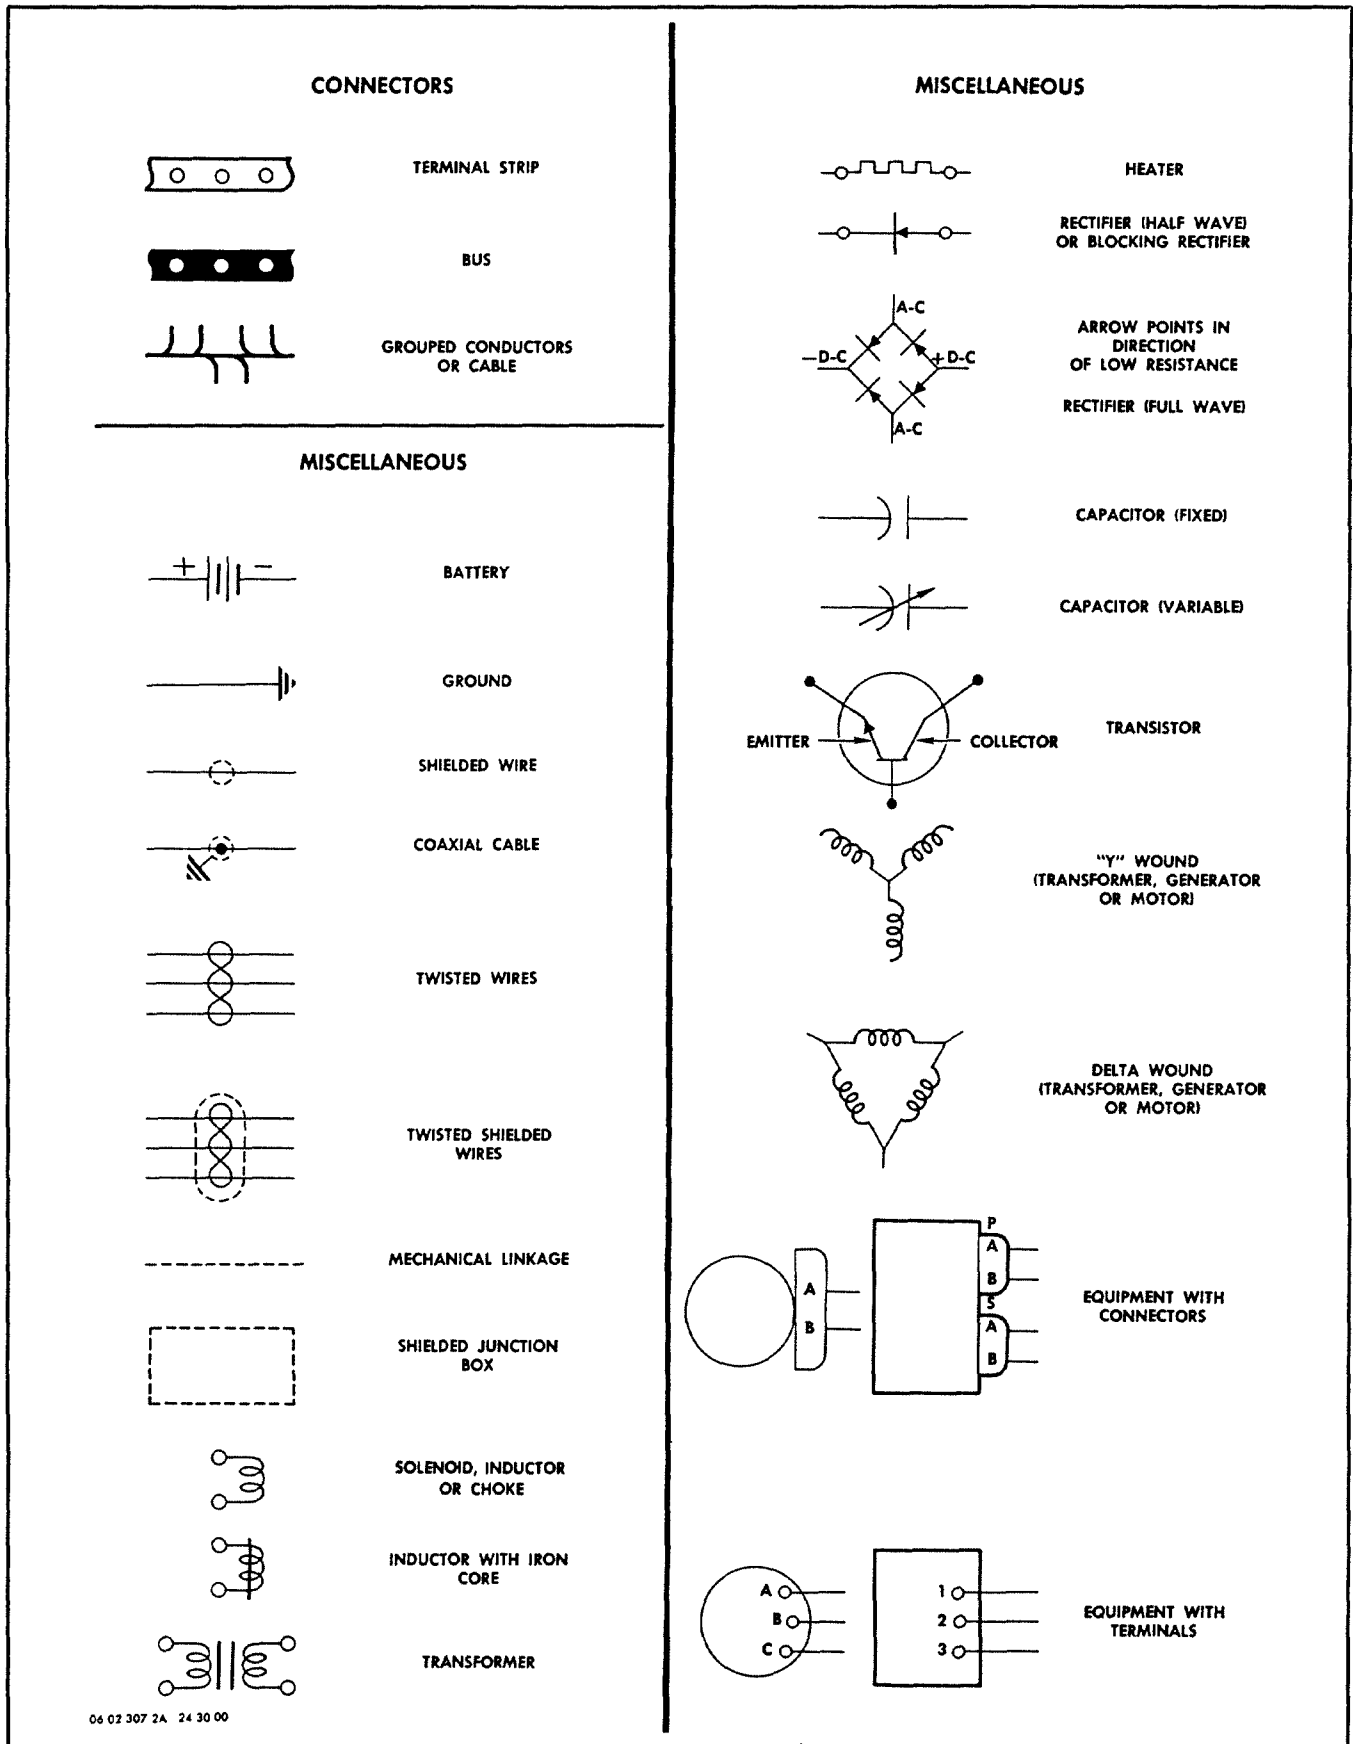 CONNECTORS
TERMINAL STRIP
BUS
GROUPED CONDUCTORS
OR CABLE
MISCELLANEOUS
+ −
BATTERY
GROUND
SHIELDED WIRE
COAXIAL CABLE
TWISTED WIRES
TWISTED SHIELDED
WIRES
MECHANICAL LINKAGE
SHIELDED JUNCTION
BOX
SOLENOID, INDUCTOR
OR CHOKE
INDUCTOR WITH IRON
CORE
TRANSFORMER
06 02 307 2A 24 30 00
MISCELLANEOUS
HEATER
RECTIFIER (HALF WAVE)
OR BLOCKING RECTIFIER
A-C
−D-C
+D-C
A-C
ARROW POINTS IN
DIRECTION
OF LOW RESISTANCE
RECTIFIER (FULL WAVE)
CAPACITOR (FIXED)
CAPACITOR (VARIABLE)
EMITTER
COLLECTOR
TRANSISTOR
"Y" WOUND
(TRANSFORMER, GENERATOR
OR MOTOR)
DELTA WOUND
(TRANSFORMER, GENERATOR
OR MOTOR)
A
B
P
A
B
S
A
B
EQUIPMENT WITH
CONNECTORS
A
B
C
1
2
3
EQUIPMENT WITH
TERMINALS